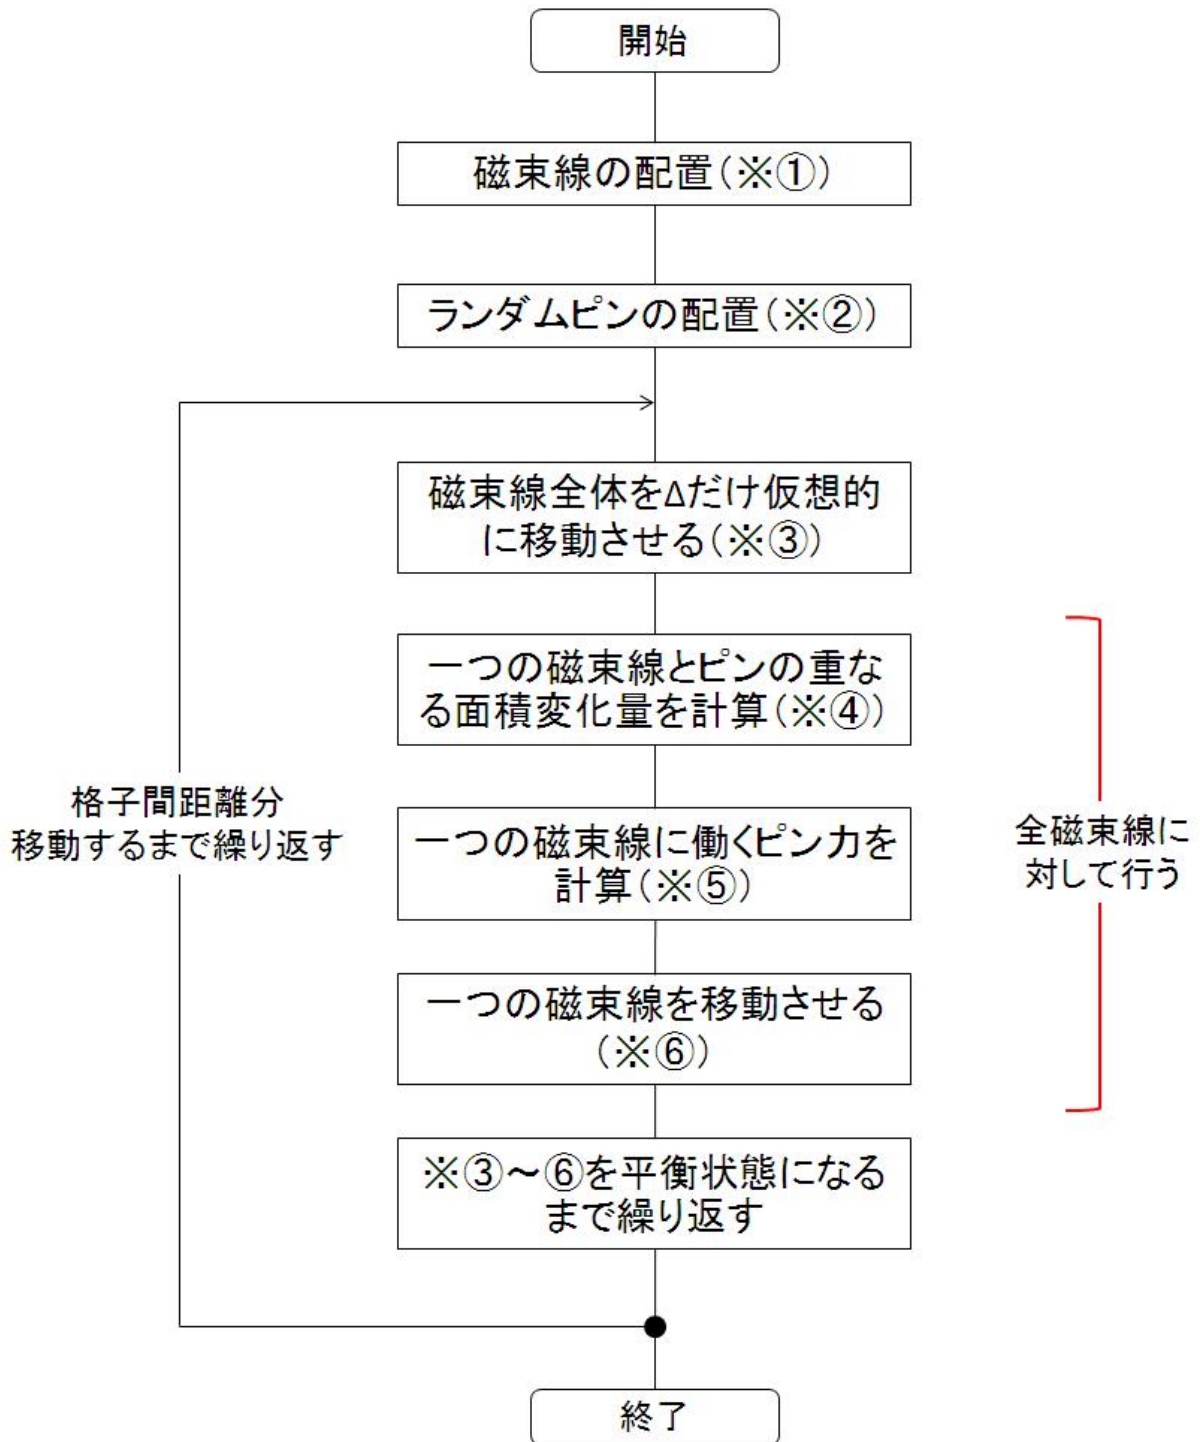 開始
磁束線の配置(※①)
ランダムピンの配置(※②)
磁束線全体をΔだけ仮想的
に移動させる(※③)
一つの磁束線とピンの重な
る面積変化量を計算(※④)
格子間距離分
移動するまで繰り返す
一つの磁束線に働くピン力を
計算(※⑤)
全磁束線に
対して行う
一つの磁束線を移動させる
(※⑥)
※③～⑥を平衡状態になる
まで繰り返す
終了